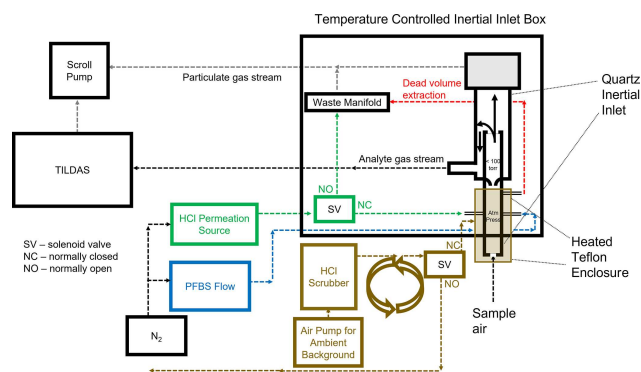 Temperature Controlled Inertial Inlet Box
Scroll
Pump
Particulate gas stream
Dead volume
extraction
Waste Manifold
Quartz
Inertial
Inlet
TILDAS
Analyte gas stream
< 100
torr
NO
NC
SV
HCl Permeation
Source
Atm
Press
SV – solenoid valve
NC – normally closed
NO – normally open
PFBS Flow
HCl
Scrubber
NC
SV
NO
Heated
Teflon
Enclosure
N2
Air Pump for
Ambient
Background
Sample
air